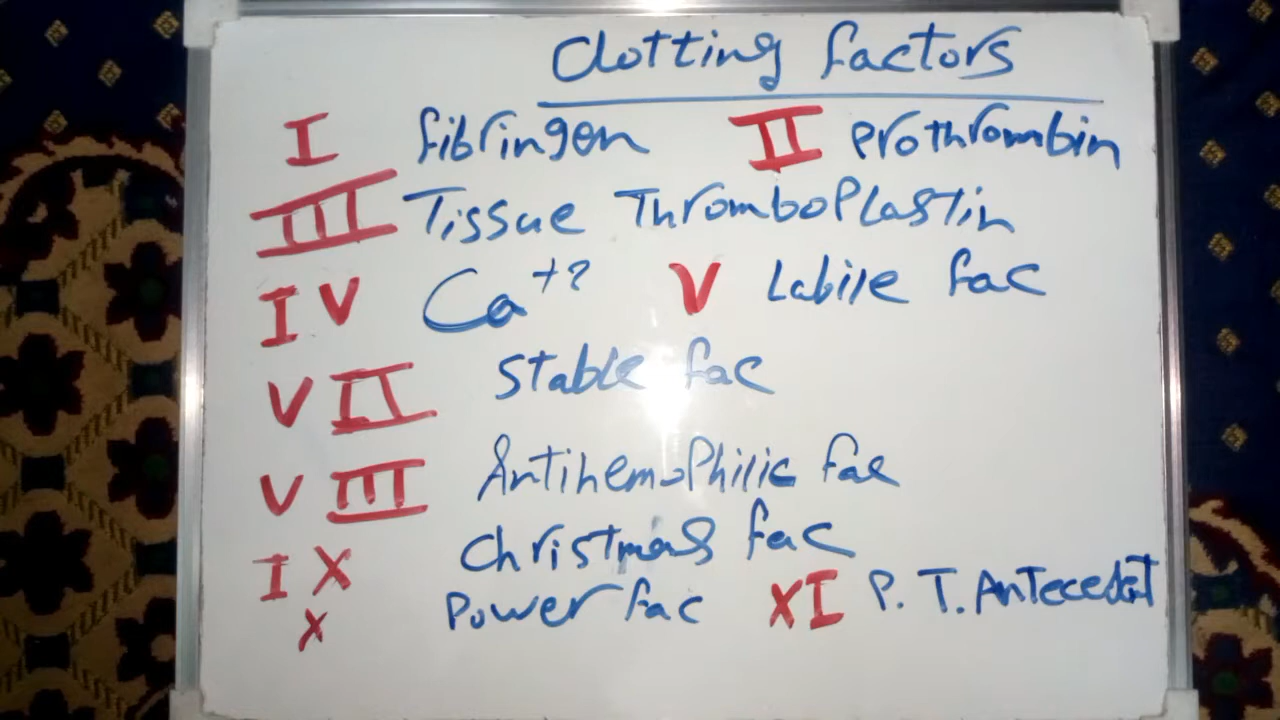 Clotting factors
I fibringen II Prothrombin
III Tissue ThromboPlastin
IV Ca+2 V Labile fac
VII Stable fac
VIII AntihemoPhilic fac
IX Christmas fac
X Power fac XI P.T. Antecedent